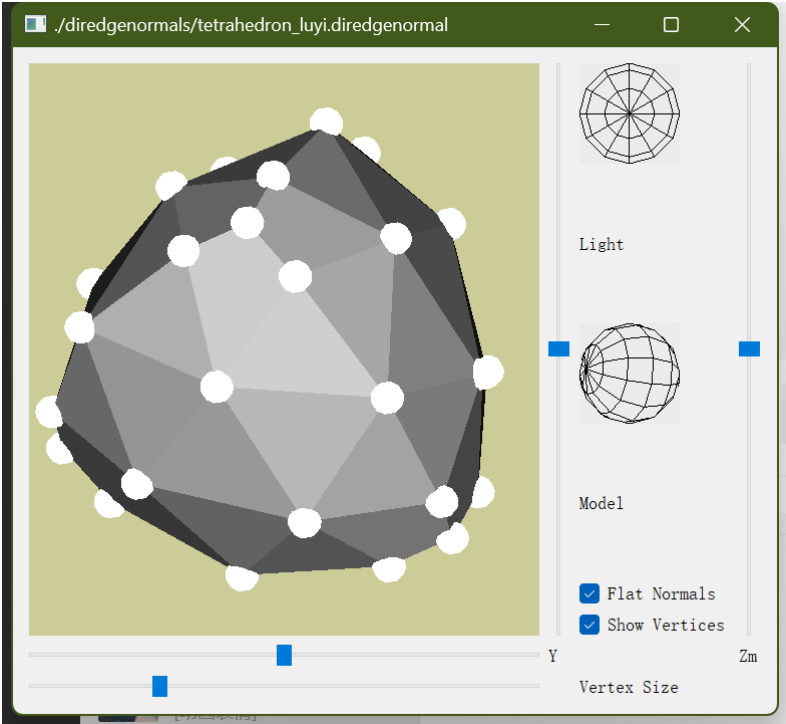 ./diredgenormals/tetrahedron_luyi.diredgenormal
Light
Model
Flat Normals
Show Vertices
Y
Zm
Vertex Size